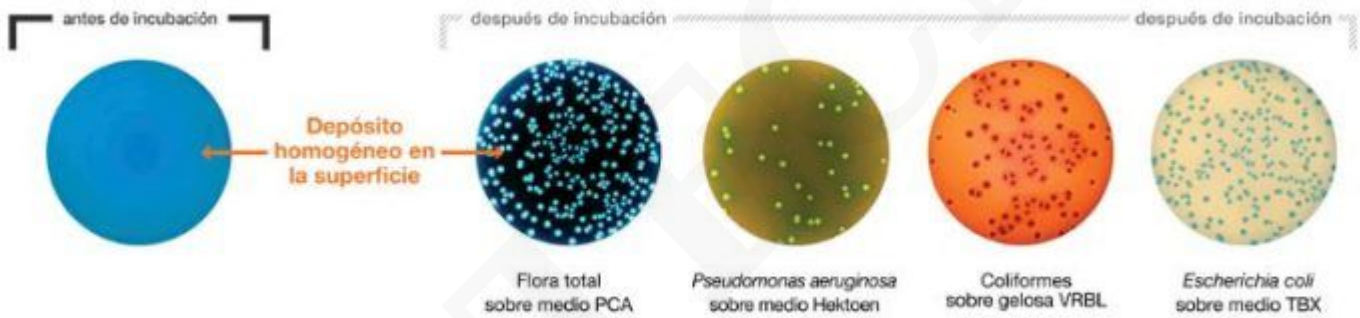 antes de incubación
después de incubación
después de incubación
Depósito
homogéneo en
la superficie
Flora total
sobre medio PCA
Pseudomonas aeruginosa
sobre medio Hektoen
Coliformes
sobre gelosa VRBL
Escherichia coli
sobre medio TBX